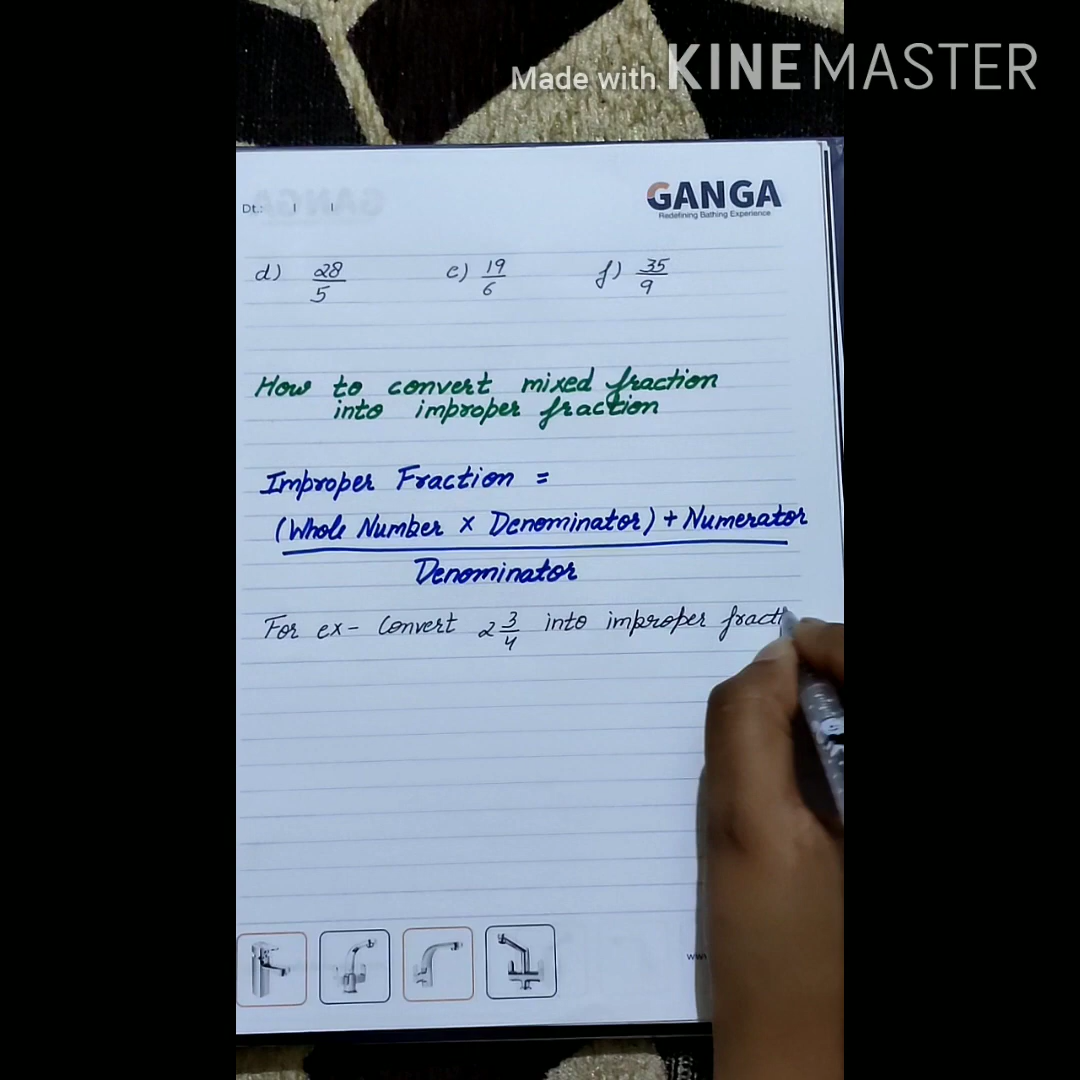 Made with KINEMASTER
GANGA
Redefining Bathing Experience
Dt.:
d) 28/5 e) 19/6 f) 35/9
How to convert mixed fraction
into improper fraction
Improper Fraction =
(Whole Number × Denominator) + Numerator
Denominator
For ex- Convert 2 3/4 into improper fracti